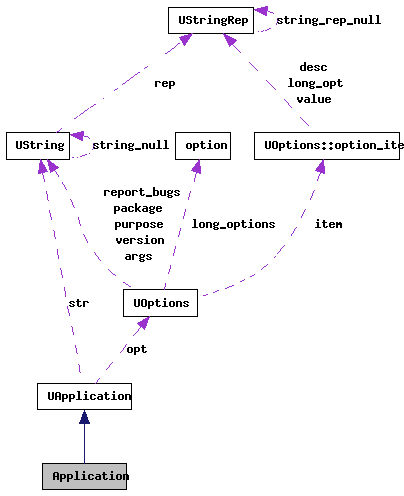 UStringRep
string_rep_null
desc
long_opt
value
rep
UString
string_null
option
UOptions::option_ite
report_bugs
package
purpose
version
args
long_options
item
UOptions
str
opt
UApplication
Application